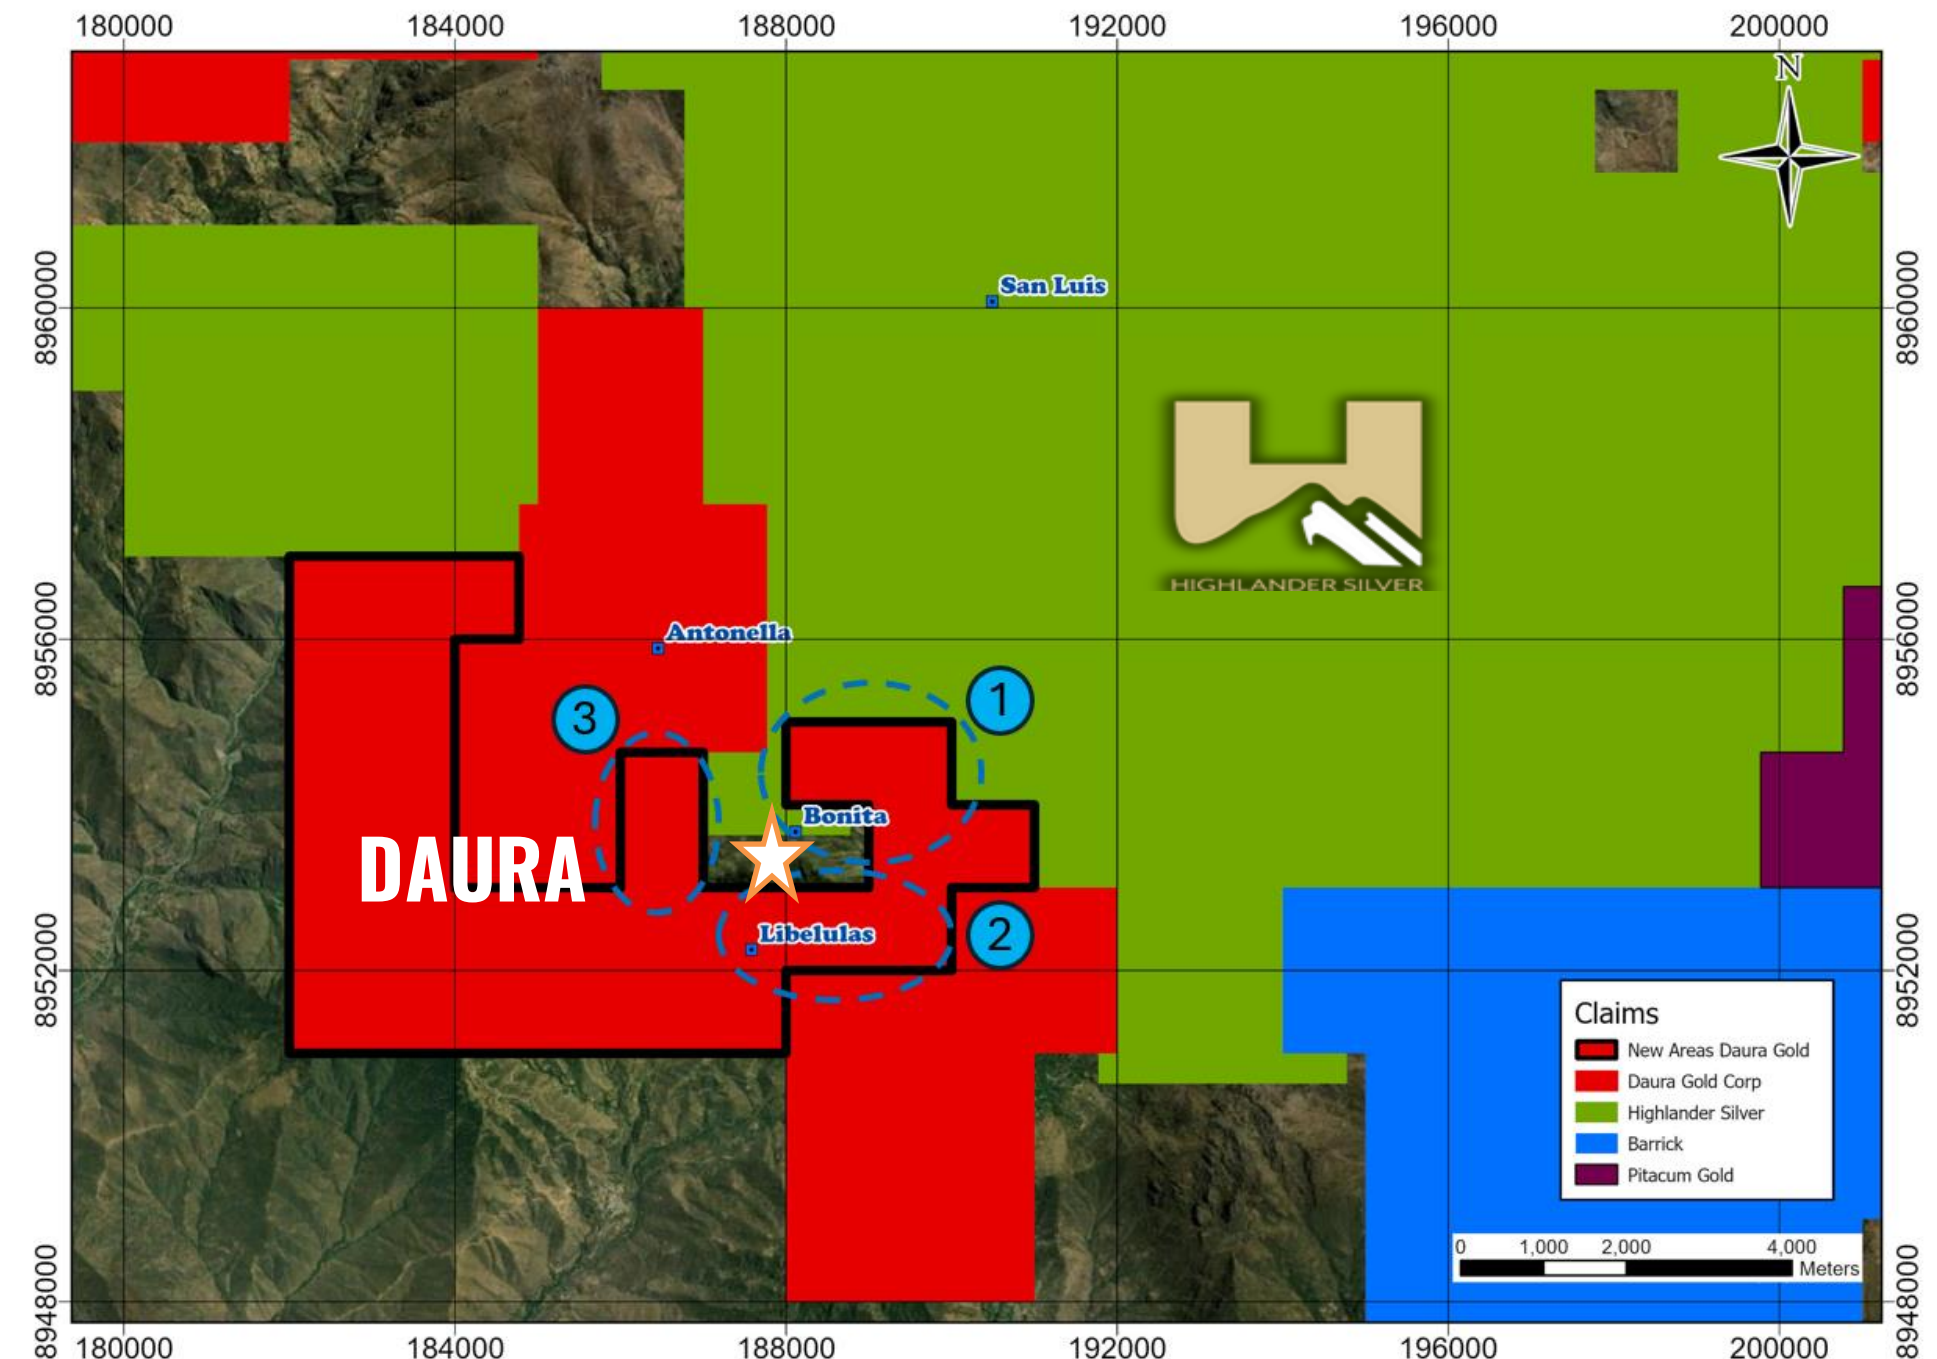 180000 184000 188000 192000 196000 200000
N
8960000 8960000
San Luis
HIGHLANDER SILVER
8956000 8956000
Antonella
1
3
Bonita
DAURA
Libelulas
2
8952000 8952000
Claims
New Areas Daura Gold
Daura Gold Corp
Highlander Silver
Barrick
Pitacum Gold
0 1,000 2,000 4,000
Meters
8948000 8948000
180000 184000 188000 192000 196000 200000